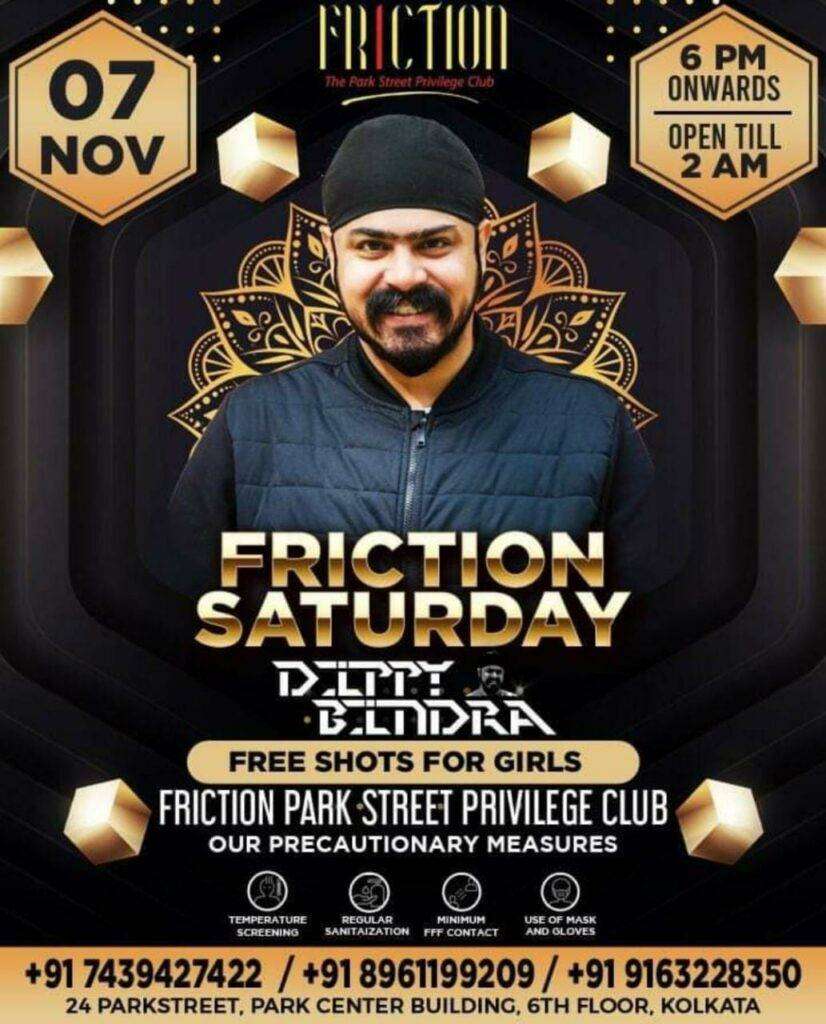 FRICTION
The Park Street Privilege Club
07
NOV
6 PM
ONWARDS
OPEN TILL
2 AM
FRICTION
SATURDAY
DIPPY
BINDRA
FREE SHOTS FOR GIRLS
FRICTION PARK STREET PRIVILEGE CLUB
OUR PRECAUTIONARY MEASURES
TEMPERATURE
SCREENING
REGULAR
SANITAIZATION
MINIMUM
FFF CONTACT
USE OF MASK
AND GLOVES
+91 7439427422 / +91 8961199209 / +91 9163228350
24 PARKSTREET, PARK CENTER BUILDING, 6TH FLOOR, KOLKATA